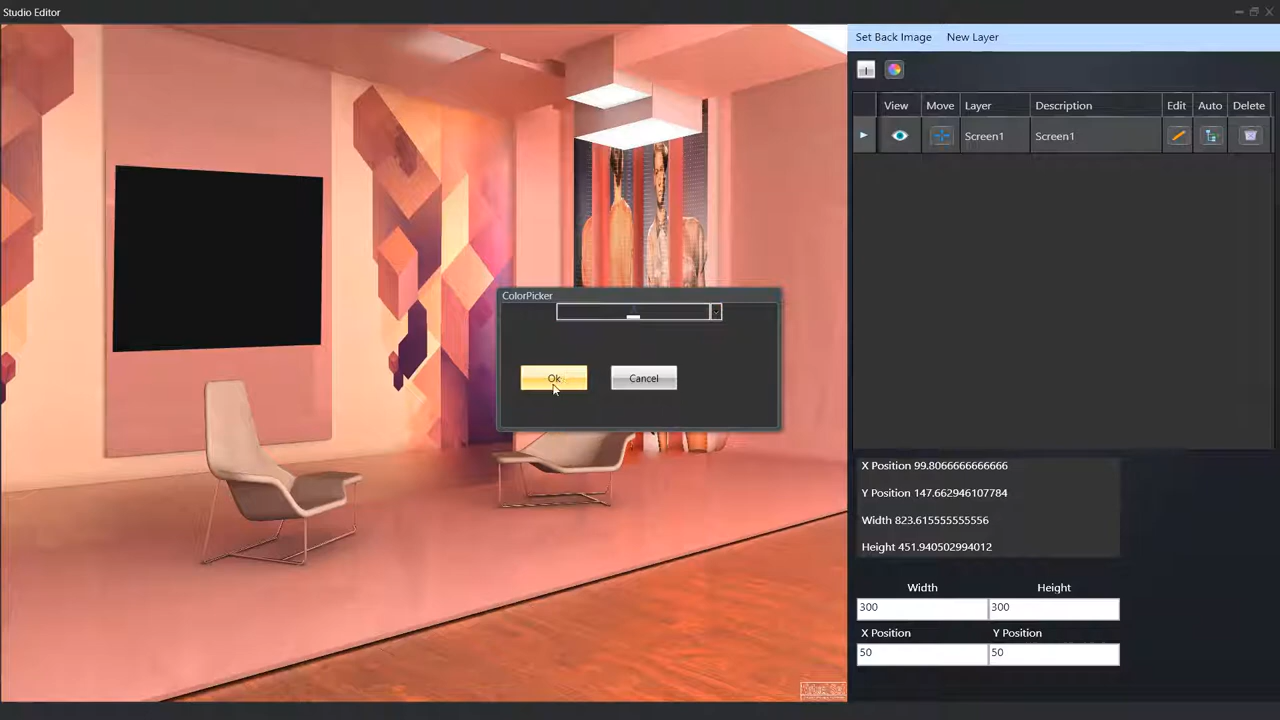 Studio Editor
Set Back Image New Layer
View Move Layer Description Edit Auto Delete
Screen1 Screen1
ColorPicker
Ok Cancel
X Position 99.8066666666666
Y Position 147.662946107784
Width 823.615555555556
Height 451.940502994012
Width Height
300 300
X Position Y Position
50 50